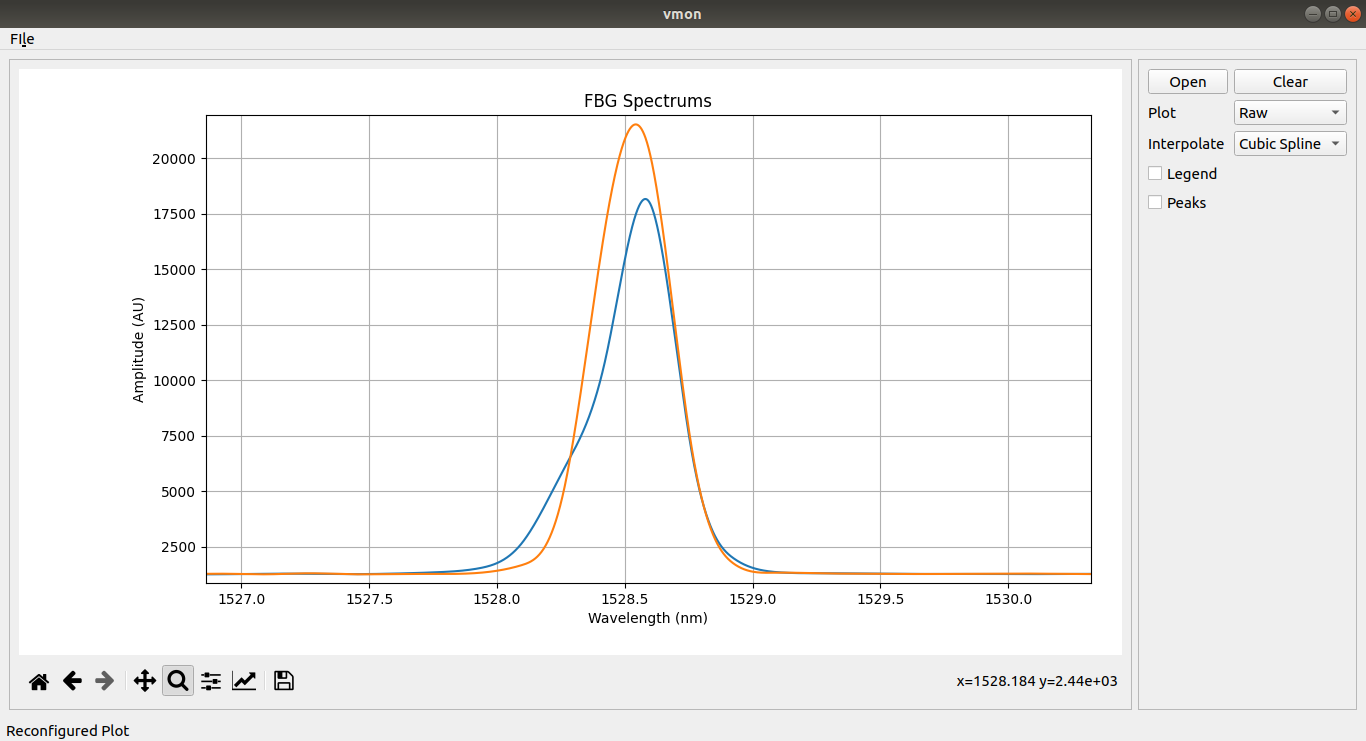 vmon
FIle
FBG Spectrums
Amplitude (AU)
20000
17500
15000
12500
10000
7500
5000
2500
1527.0 1527.5 1528.0 1528.5 1529.0 1529.5 1530.0
Wavelength (nm)
x=1528.184 y=2.44e+03
Open Clear
Plot Raw
Interpolate Cubic Spline
Legend
Peaks
Reconfigured Plot